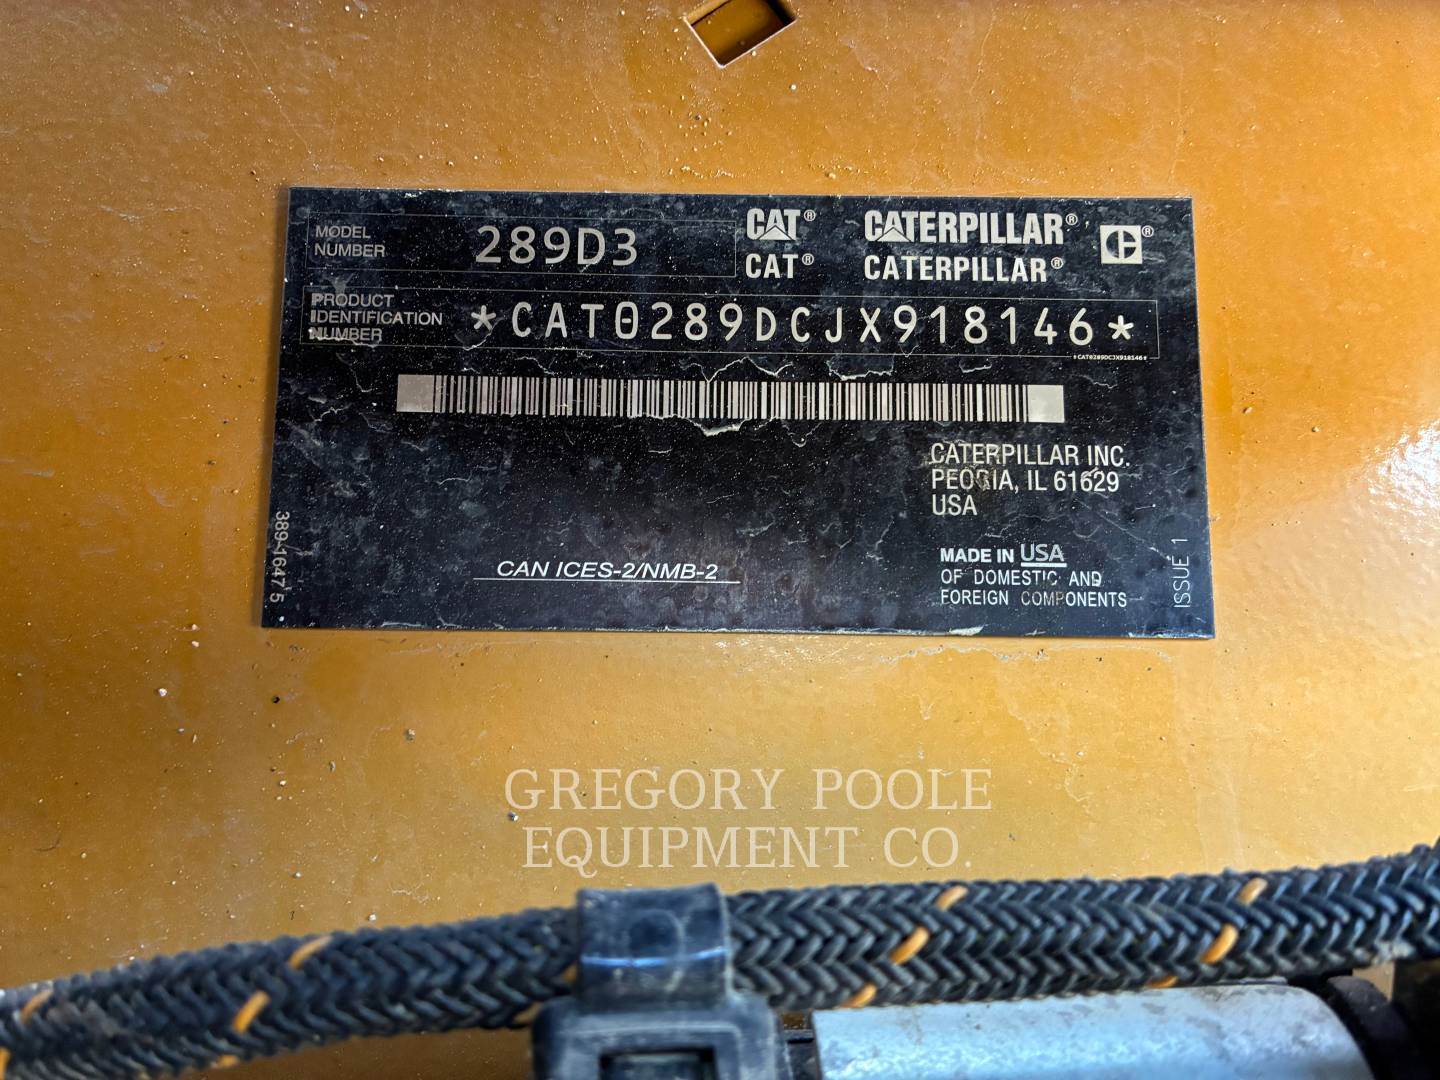 MODEL NUMBER 289D3
CAT® CATERPILLAR® ®
CAT® CATERPILLAR®
PRODUCT IDENTIFICATION NUMBER *CAT0289DCJX918146*
*CAT0289DCJX918146*
CATERPILLAR INC.
PEORIA, IL 61629
USA
MADE IN USA
OF DOMESTIC AND
FOREIGN COMPONENTS
CAN ICES-2/NMB-2
389-1647 5
ISSUE 1
GREGORY POOLE
EQUIPMENT CO.